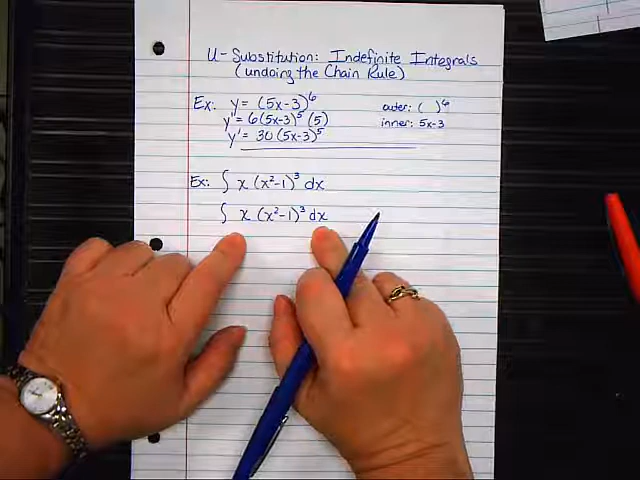 U-Substitution: Indefinite Integrals
(undoing the Chain Rule)
Ex: y = (5x-3)⁶ outer: ( )⁶
y' = 6(5x-3)⁵ (5) inner: 5x-3
y' = 30(5x-3)⁵
Ex: ∫ x (x²-1)³ dx
∫ x (x²-1)³ dx